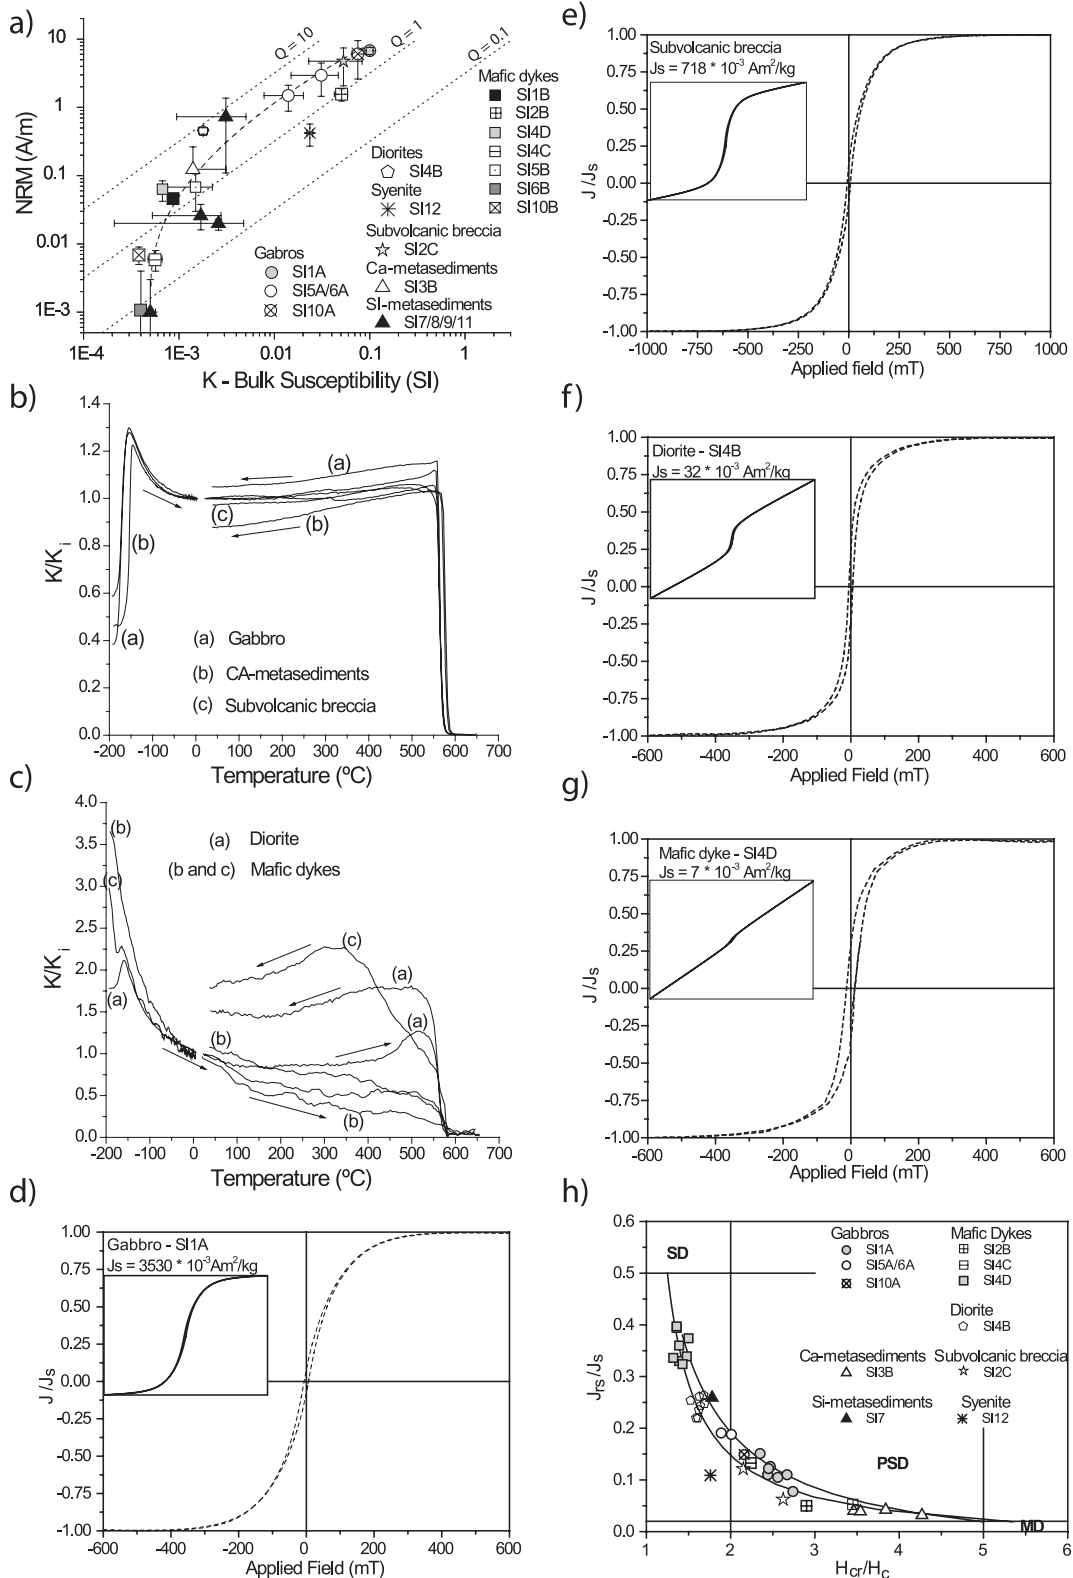 a)
NRM (A/m)
10
1
0.1
0.01
1E-3
1E-4
1E-3
0.01
0.1
1
K - Bulk Susceptibility (SI)
Q = 10
Q = 1
Q = 0.1
Mafic dykes
SI1B
SI2B
SI4D
SI4C
SI5B
SI6B
SI10B
Diorites
SI4B
Syenite
SI12
Subvolcanic breccia
SI2C
Ca-metasediments
SI3B
SI-metasediments
SI7/8/9/11
Gabros
SI1A
SI5A/6A
SI10A
b)
K/Ki
1.4
1.2
1.0
0.8
0.6
0.4
0.2
0.0
-200 -100 0 100 200 300 400 500 600 700
Temperature (ºC)
(a)
(c)
(b)
(b)
(a)
(a) Gabbro
(b) CA-metasediments
(c) Subvolcanic breccia
c)
K/Ki
4.0
3.5
3.0
2.5
2.0
1.5
1.0
0.5
0.0
-200 -100 0 100 200 300 400 500 600 700
Temperature (ºC)
(b)
(c)
(a)
(a) Diorite
(b and c) Mafic dykes
(c)
(a)
(a)
(b)
(b)
d)
Gabbro - SI1A
Js = 3530 * 10-3Am2/kg
J /Js
1.00
0.75
0.50
0.25
0.00
-0.25
-0.50
-0.75
-1.00
-600 -400 -200 0 200 400 600
Applied Field (mT)
e)
Subvolcanic breccia
Js = 718 * 10-3 Am2/kg
J /Js
1.00
0.75
0.50
0.25
0.00
-0.25
-0.50
-0.75
-1.00
-1000 -750 -500 -250 0 250 500 750 1000
Applied field (mT)
f)
Diorite - SI4B
Js = 32 * 10-3 Am2/kg
J /Js
1.00
0.75
0.50
0.25
0.00
-0.25
-0.50
-0.75
-1.00
-600 -400 -200 0 200 400 600
Applied Field (mT)
g)
Mafic dyke - SI4D
Js = 7 * 10-3 Am2/kg
J /Js
1.00
0.75
0.50
0.25
0.00
-0.25
-0.50
-0.75
-1.00
-600 -400 -200 0 200 400 600
Applied Field (mT)
h)
Jrs/Js
0.6
0.5
0.4
0.3
0.2
0.1
0.0
1 2 3 4 5 6
Hcr/Hc
SD
PSD
MD
Gabbros
SI1A
SI5A/6A
SI10A
Mafic Dykes
SI2B
SI4C
SI4D
Diorite
SI4B
Ca-metasediments
SI3B
Subvolcanic breccia
SI2C
Si-metasediments
SI7
Syenite
SI12